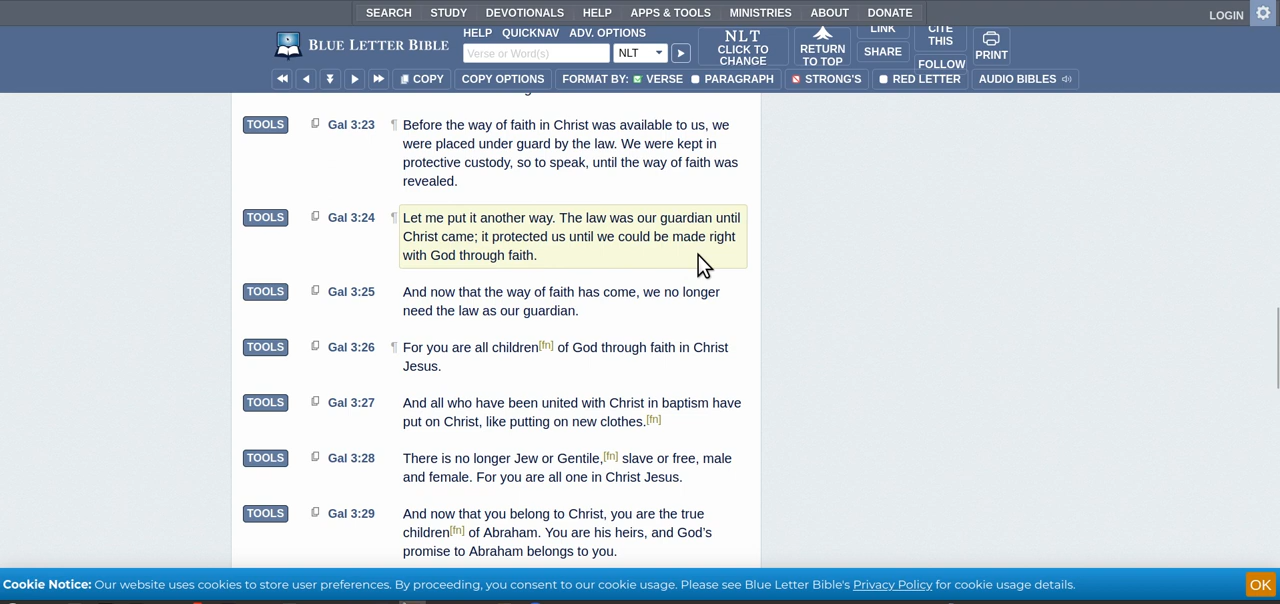 SEARCH STUDY DEVOTIONALS HELP APPS & TOOLS MINISTRIES ABOUT DONATE LOGIN
BLUE LETTER BIBLE
HELP QUICKNAV ADV. OPTIONS
Verse or Word(s) NLT
NLT
CLICK TO
CHANGE
RETURN
TO TOP
LINK
SHARE
CITE
THIS
FOLLOW
PRINT
COPY COPY OPTIONS FORMAT BY: VERSE PARAGRAPH STRONG'S RED LETTER AUDIO BIBLES
TOOLS Gal 3:23 ¶ Before the way of faith in Christ was available to us, we
were placed under guard by the law. We were kept in
protective custody, so to speak, until the way of faith was
revealed.
TOOLS Gal 3:24 ¶ Let me put it another way. The law was our guardian until
Christ came; it protected us until we could be made right
with God through faith.
TOOLS Gal 3:25 And now that the way of faith has come, we no longer
need the law as our guardian.
TOOLS Gal 3:26 ¶ For you are all children[fn] of God through faith in Christ
Jesus.
TOOLS Gal 3:27 And all who have been united with Christ in baptism have
put on Christ, like putting on new clothes.[fn]
TOOLS Gal 3:28 There is no longer Jew or Gentile,[fn] slave or free, male
and female. For you are all one in Christ Jesus.
TOOLS Gal 3:29 And now that you belong to Christ, you are the true
children[fn] of Abraham. You are his heirs, and God’s
promise to Abraham belongs to you.
Cookie Notice: Our website uses cookies to store user preferences. By proceeding, you consent to our cookie usage. Please see Blue Letter Bible's Privacy Policy for cookie usage details. OK